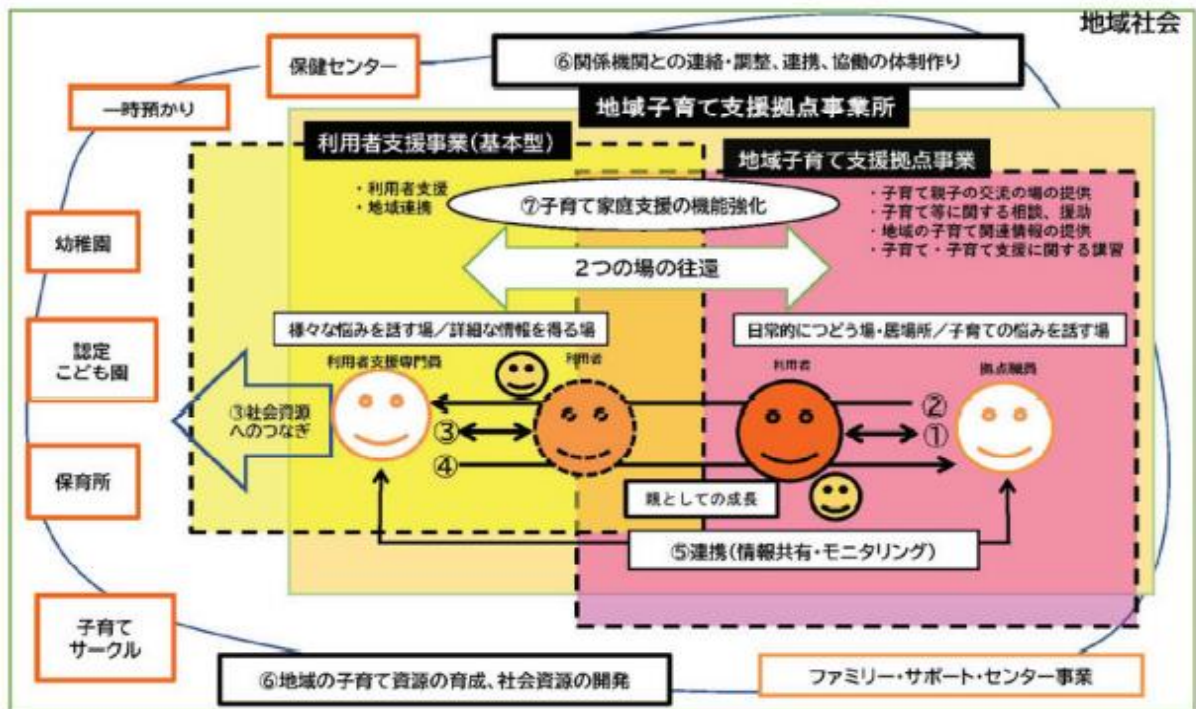 地域社会
保健センター
⑥関係機関との連絡・調整、連携、協働の体制作り
一時預かり
地域子育て支援拠点事業所
利用者支援事業(基本型)
地域子育て支援拠点事業
・利用者支援
・地域連携
・子育て親子の交流の場の提供
・子育て等に関する相談、援助
・地域の子育て関連情報の提供
・子育て・子育て支援に関する講習
⑦子育て家庭支援の機能強化
幼稚園
2つの場の往還
様々な悩みを話す場/詳細な情報を得る場
日常的につどう場・居場所/子育ての悩みを話す場
認定
こども園
利用者支援専門員
利用者
利用者
拠点職員
③社会資源
へのつなぎ
②
③
①
④
保育所
親としての成長
⑤連携(情報共有・モニタリング)
子育て
サークル
⑥地域の子育て資源の育成、社会資源の開発
ファミリー・サポート・センター事業